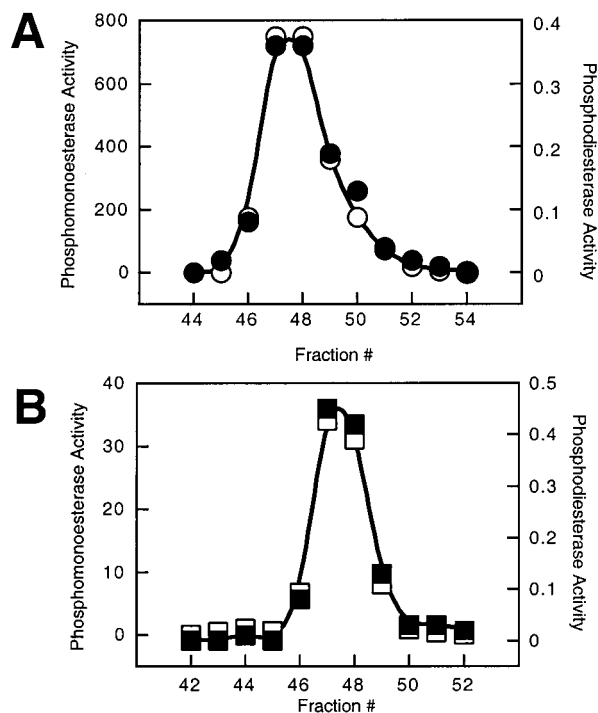 A
Phosphomonoesterase Activity
800
600
400
200
0
0.4
0.3
0.2
0.1
0
Phosphodiesterase Activity
44 46 48 50 52 54
Fraction #
B
Phosphomonoesterase Activity
40
30
20
10
0
0.5
0.4
0.3
0.2
0.1
0
Phosphodiesterase Activity
42 44 46 48 50 52
Fraction #